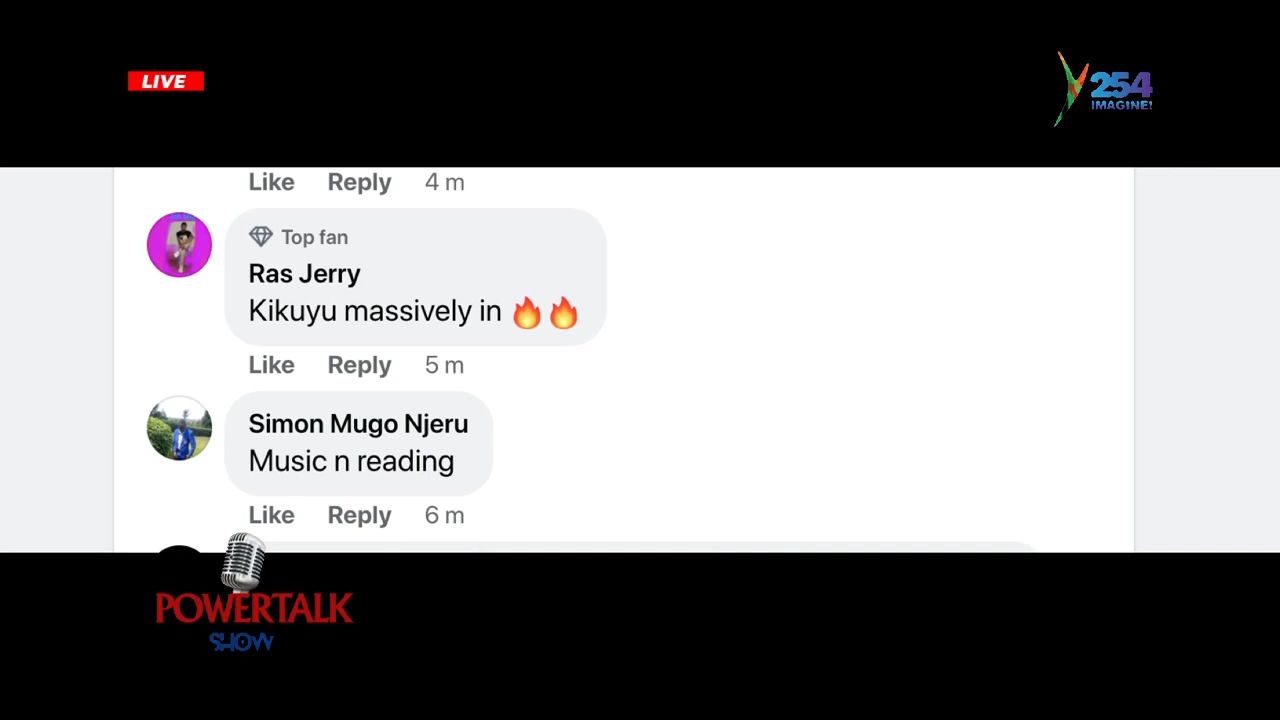 LIVE
Y 254
IMAGINE!
Like Reply 4 m
Top fan
Ras Jerry
Kikuyu massively in 🔥🔥
Like Reply 5 m
Simon Mugo Njeru
Music n reading
Like Reply 6 m
POWERTALK
SHOW